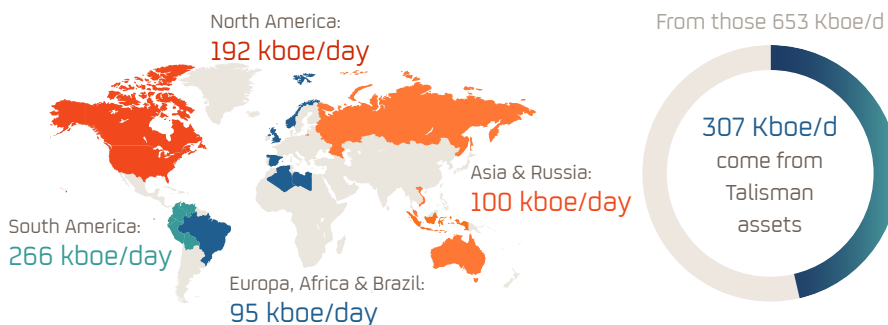 North America:
192 kboe/day
Asia & Russia:
100 kboe/day
South America:
266 kboe/day
Europa, Africa & Brazil:
95 kboe/day
From those 653 Kboe/d
307 Kboe/d
come from
Talisman
assets